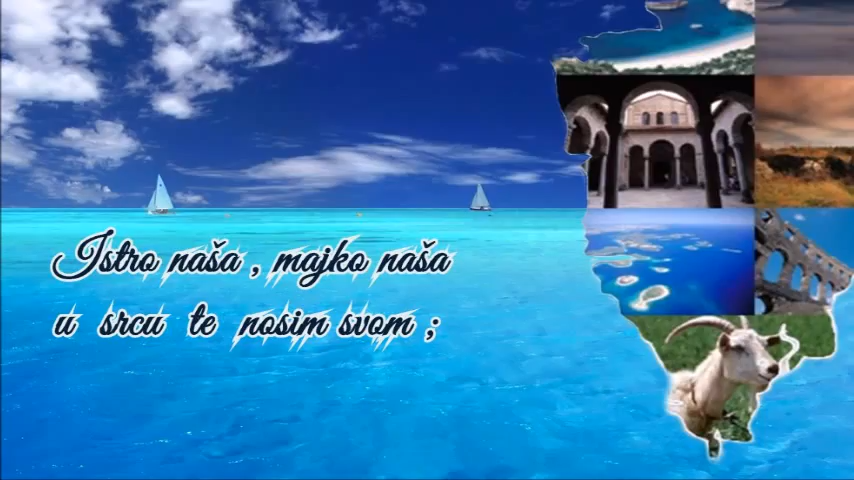 Istro naša , majko naša
u srcu te nosim svom ;